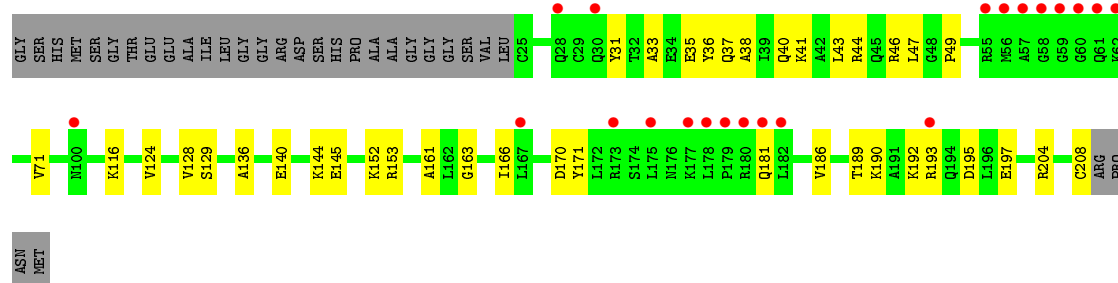 GLY SER HIS MET SER GLY THR GLU GLU ALA ILE LEU GLY GLY ARG ASP SER HIS PRO ALA ALA GLY GLY GLY SER VAL LEU C25 Q28 C29 Q30 Y31 T32 A33 E34 E35 Y36 Q37 A38 I39 Q40 K41 A42 L43 R44 Q45 R46 L47 G48 P49 R55 M56 A57 G58 G59 G60 Q61 K62
V71 N100 K116 V124 V128 S129 A136 E140 K144 E145 K152 R153 A161 L162 G163 I166 L167 D170 Y171 L172 R173 S174 L175 N176 K177 L178 P179 R180 Q181 L182 V186 T189 K190 A191 K192 R193 Q194 D195 L196 E197 R204 C208 ARG PRO
ASN MET